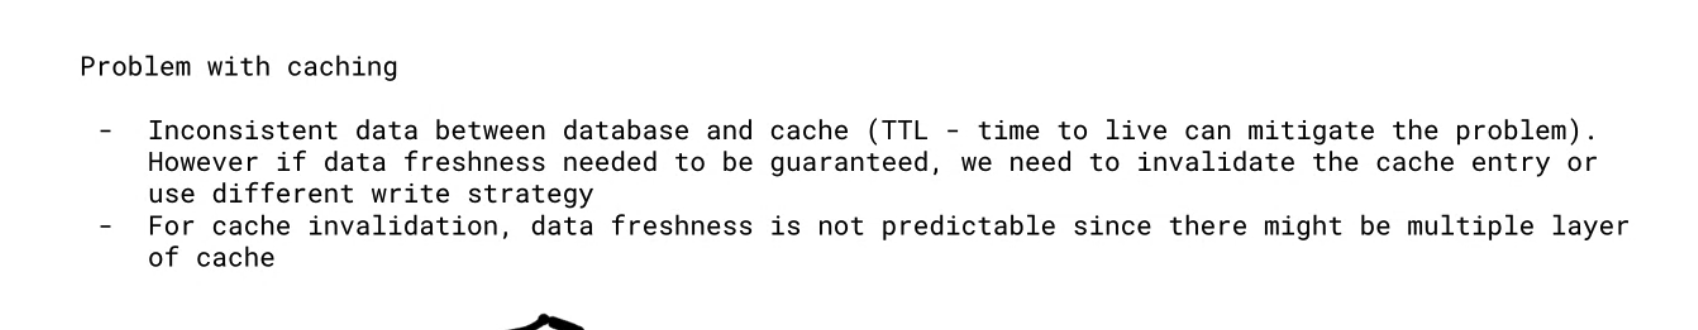 Problem with caching
- Inconsistent data between database and cache (TTL - time to live can mitigate the problem).
However if data freshness needed to be guaranteed, we need to invalidate the cache entry or
use different write strategy
- For cache invalidation, data freshness is not predictable since there might be multiple layer
of cache